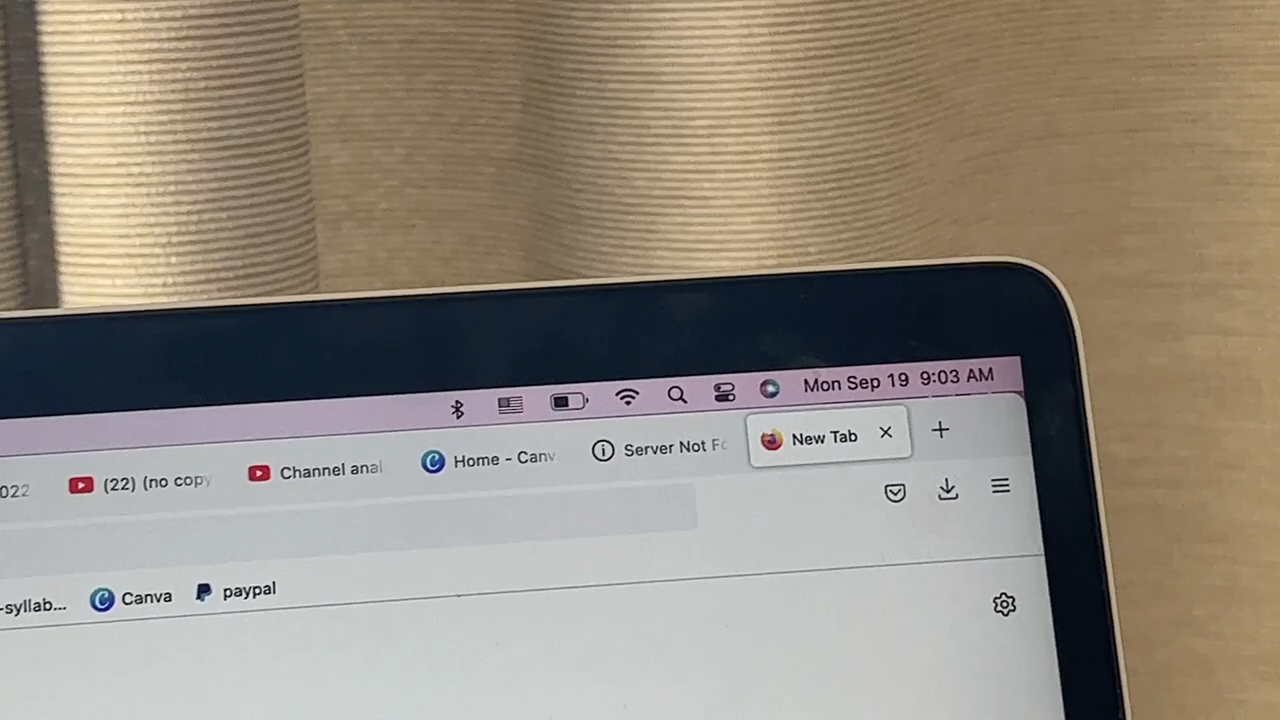 Mon Sep 19 9:03 AM
022 (22) (no copy Channel anal Home - Canv Server Not Fo New Tab
-syllab... Canva paypal